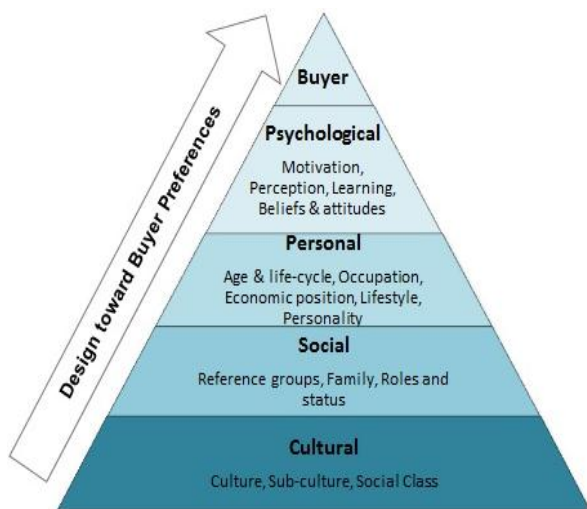 Design toward Buyer Preferences
Buyer
Psychological
Motivation,
Perception, Learning,
Beliefs & attitudes
Personal
Age & life-cycle, Occupation,
Economic position, Lifestyle,
Personality
Social
Reference groups, Family, Roles and
status
Cultural
Culture, Sub-culture, Social Class